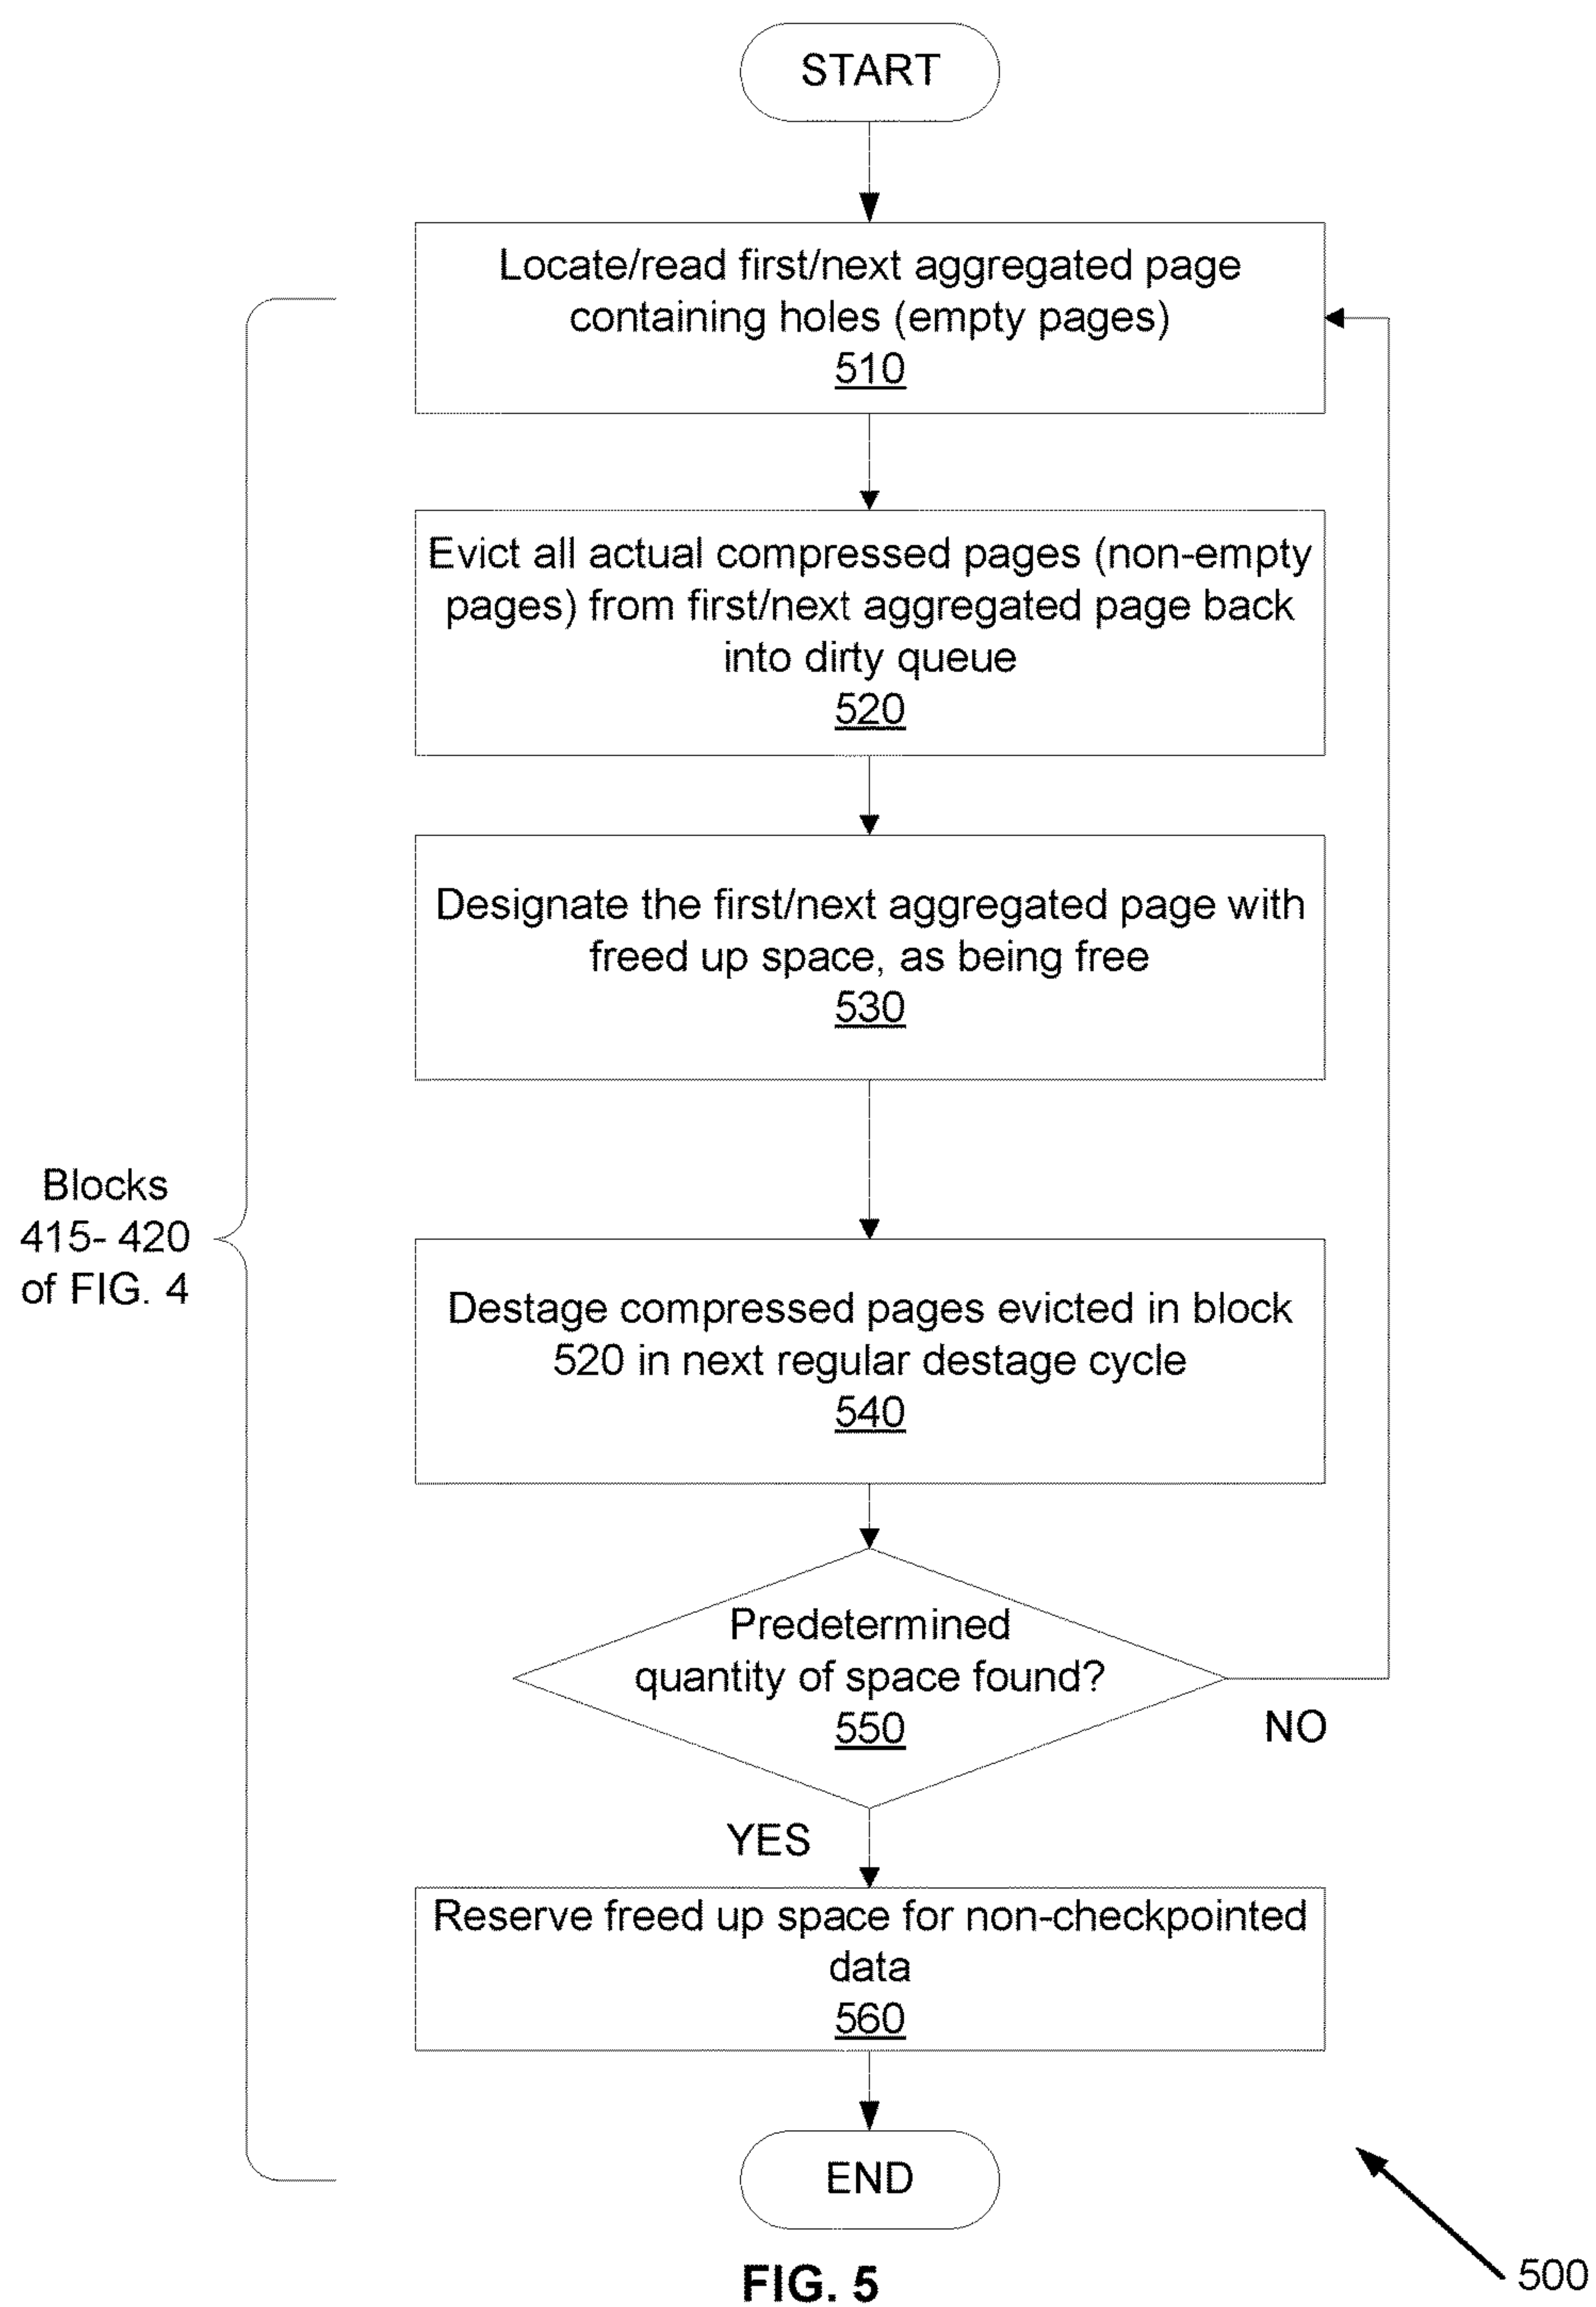 START
Locate/read first/next aggregated page
containing holes (empty pages)
510
Evict all actual compressed pages (non-empty
pages) from first/next aggregated page back
into dirty queue
520
Designate the first/next aggregated page with
freed up space, as being free
530
Blocks
415- 420
of FIG. 4
Destage compressed pages evicted in block
520 in next regular destage cycle
540
Predetermined
quantity of space found?
550
NO
YES
Reserve freed up space for non-checkpointed
data
560
END
500
FIG. 5